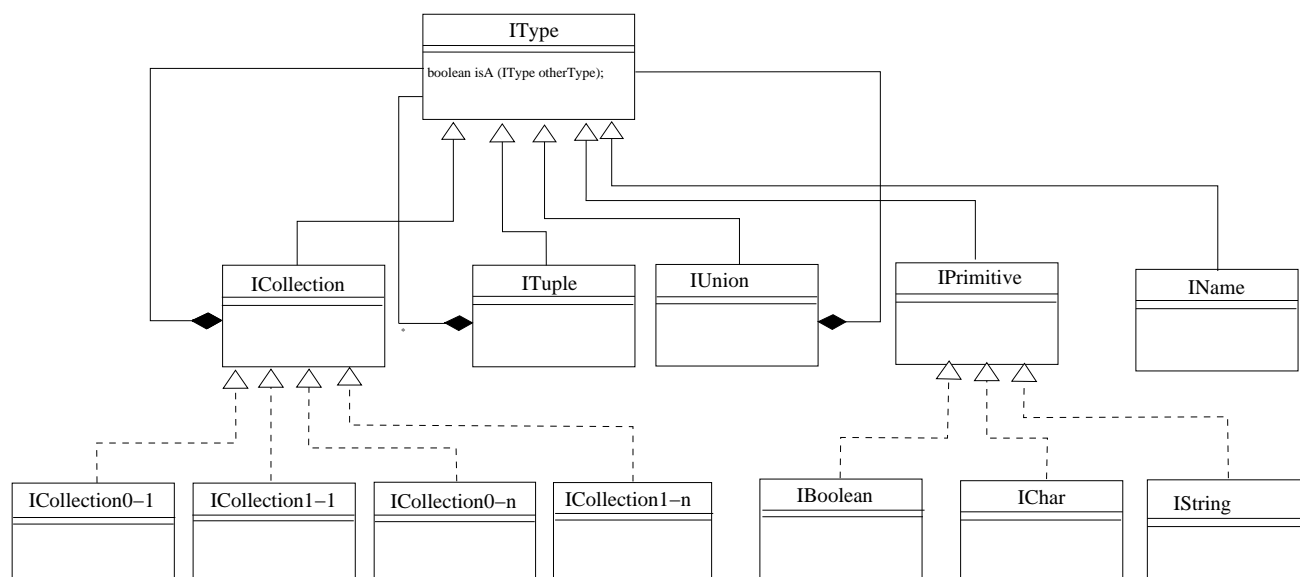 IType
boolean isA (IType otherType);
ICollection
ITuple
IUnion
IPrimitive
IName
ICollection0−1
ICollection1−1
ICollection0−n
ICollection1−n
IBoolean
IChar
IString